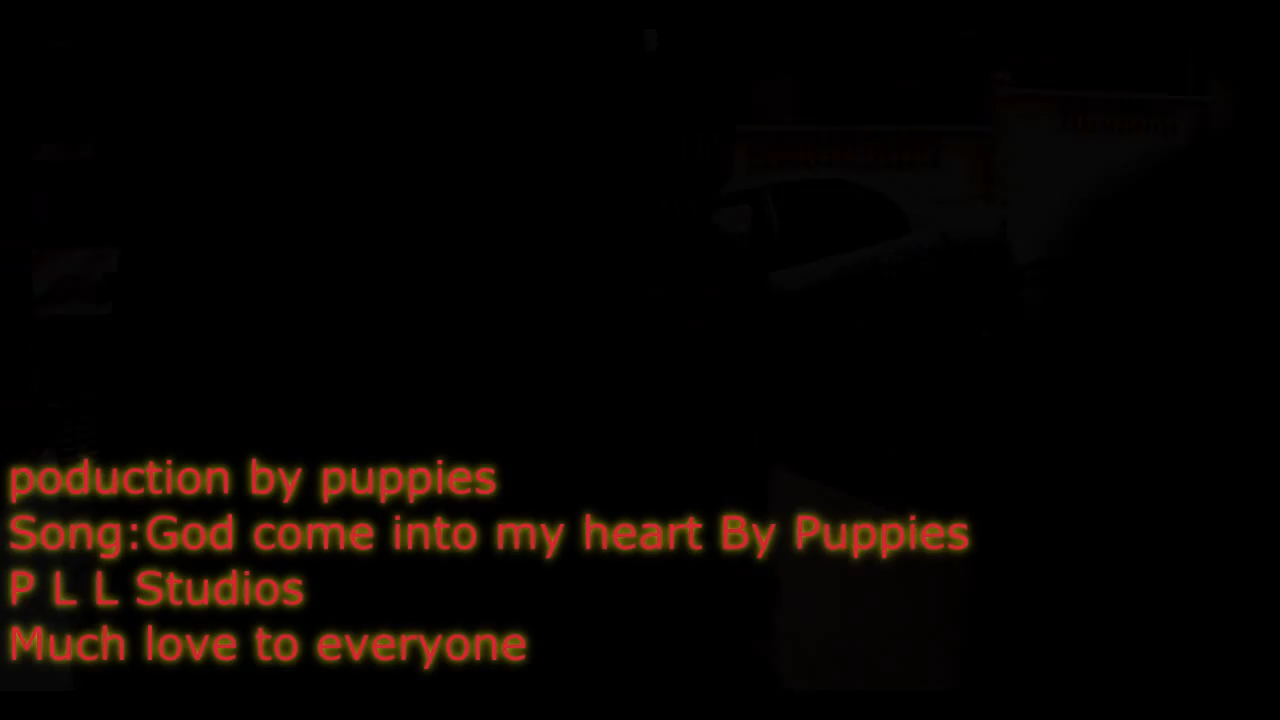 poduction by puppies
Song:God come into my heart By Puppies
P L L Studios
Much love to everyone